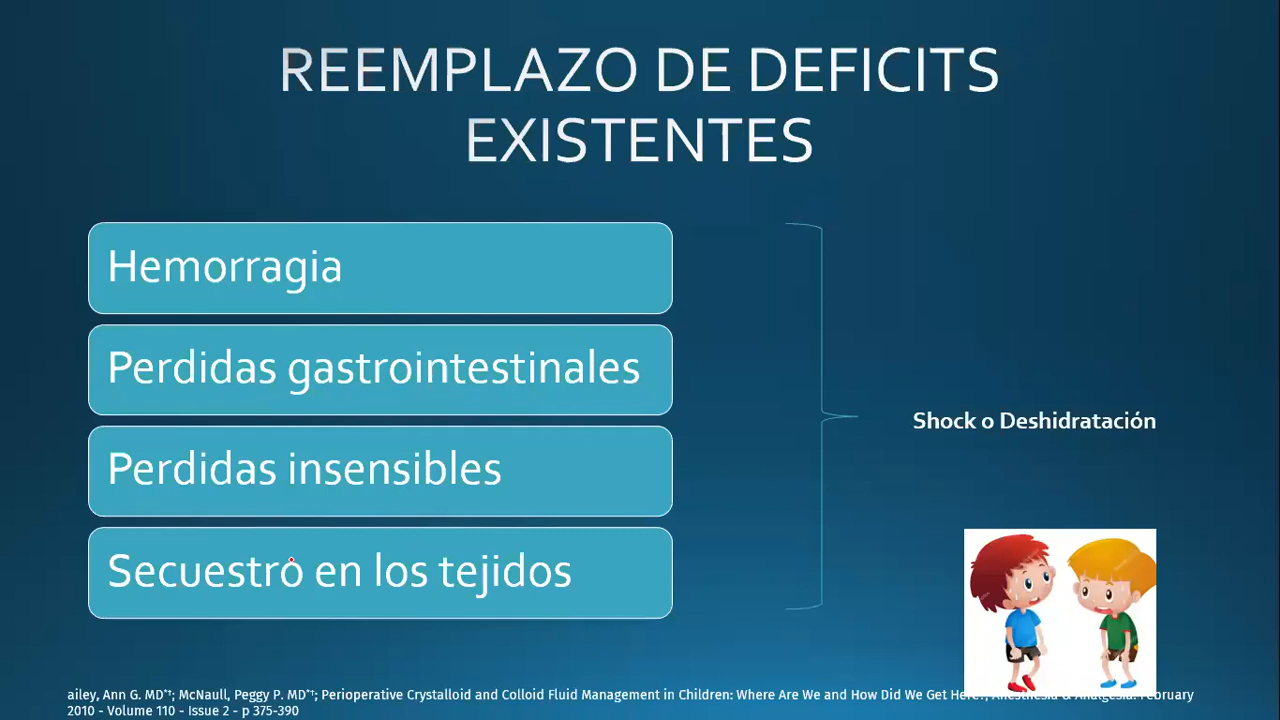 REEMPLAZO DE DEFICITS
EXISTENTES
Hemorragia
Perdidas gastrointestinales
Perdidas insensibles
Secuestro en los tejidos
Shock o Deshidratación
ailey, Ann G. MD*†; McNaull, Peggy P. MD*†; Perioperative Crystalloid and Colloid Fluid Management in Children: Where Are We and How Did We Get Here?, Anesthesia & Analgesia: February
2010 - Volume 110 - Issue 2 - p 375-390